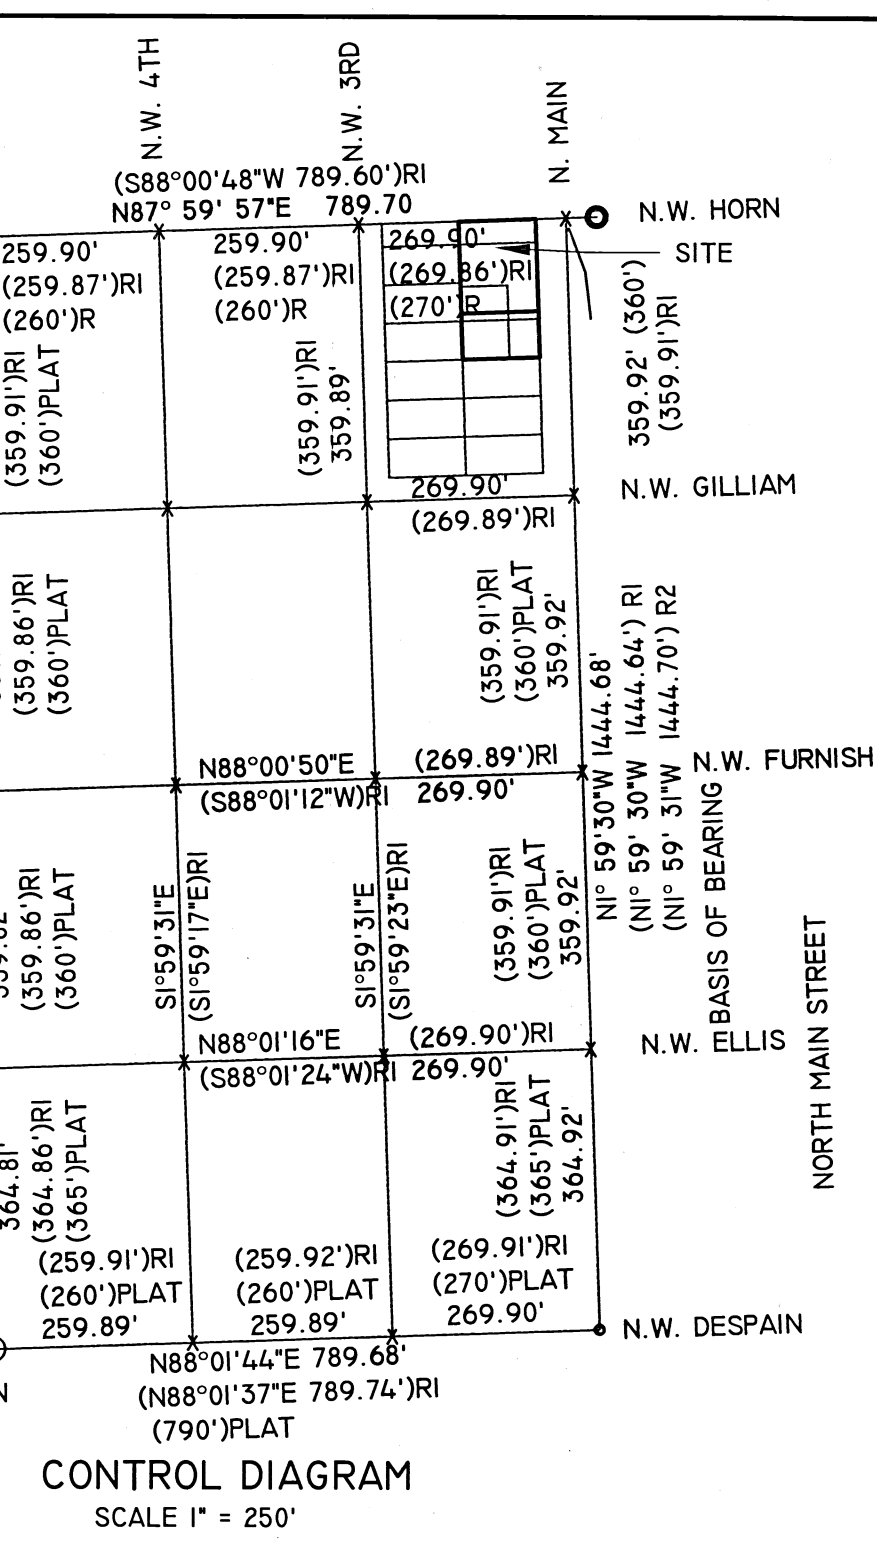 N.W. 4TH
N.W. 3RD
N. MAIN
(S88°00'48"W 789.60')RI
N87° 59' 57"E 789.70
N.W. HORN
SITE
259.90'
(259.87')RI
(260')R
259.90'
(259.87')RI
(260')R
269.90'
(269.86')RI
(270')R
(359.91')RI
(360')PLAT
(359.91')RI
359.89'
359.92' (360')
(359.91')RI
269.90'
(269.89')RI
N.W. GILLIAM
(359.86')RI
(360')PLAT
(359.91')RI
(360')PLAT
359.92'
N1° 59'30"W 1444.68'
(N1° 59' 30"W 1444.64') RI
(N1° 59' 31"W 1444.70') R2
BASIS OF BEARING
N88°00'50"E
(S88°01'12"W)RI
(269.89')RI
269.90'
N.W. FURNISH
(359.86')RI
(360')PLAT
S1°59'31"E
(S1°59'17"E)RI
S1°59'31"E
(S1°59'23"E)RI
(359.91')RI
(360')PLAT
359.92'
NORTH MAIN STREET
N88°01'16"E
(S88°01'24"W)RI
(269.90')RI
269.90'
N.W. ELLIS
364.81'
(364.86')RI
(365')PLAT
(364.91')RI
(365')PLAT
364.92'
(259.91')RI
(260')PLAT
259.89'
(259.92')RI
(260')PLAT
259.89'
(269.91')RI
(270')PLAT
269.90'
N.W. DESPAIN
N88°01'44"E 789.68'
(N88°01'37"E 789.74')RI
(790')PLAT
CONTROL DIAGRAM
SCALE 1" = 250'